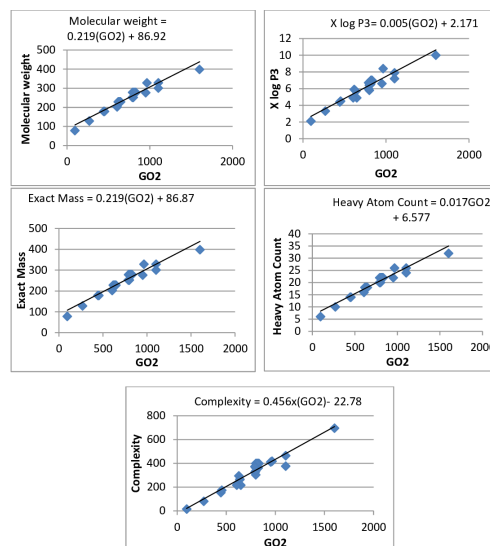 Molecular weight =
0.219(GO2) + 86.92
Molecular weight
500
400
300
200
100
0
0 1000 2000
GO2
X log P3= 0.005(GO2) + 2.171
X log P3
12
10
8
6
4
2
0
0 500 1000 1500 2000
GO2
Exact Mass = 0.219(GO2) + 86.87
Exact Mass
500
400
300
200
100
0
0 500 1000 1500 2000
GO2
Heavy Atom Count = 0.017GO2
+ 6.577
Heavy Atom Count
40
35
30
25
20
15
10
5
0
0 500 1000 1500 2000
GO2
Complexity = 0.456x(GO2)- 22.78
Complexity
800
600
400
200
0
0 500 1000 1500 2000
GO2